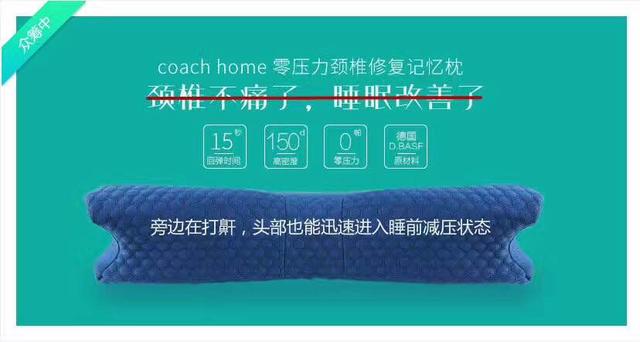 众筹中
coach home 零压力颈椎修复记忆枕
颈椎不痛了，睡眠改善了
15秒
回弹时间
150d
高密度
0帕
零压力
德国
D.BASF
原材料
旁边在打鼾，头部也能迅速进入睡前减压状态